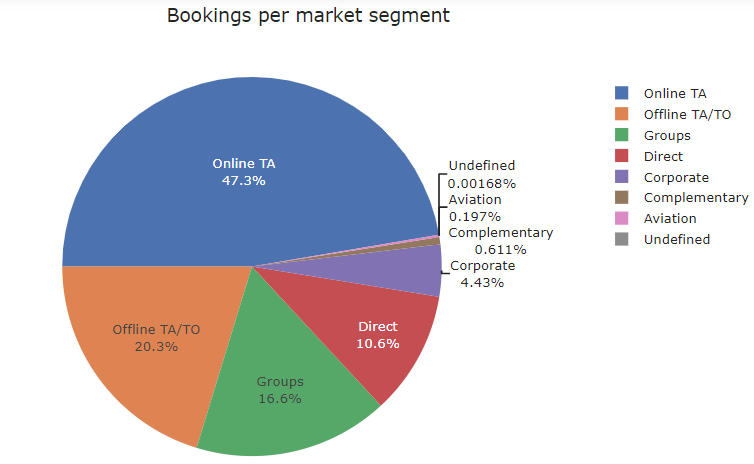 Bookings per market segment
Online TA
47.3%
Undefined
0.00168%
Aviation
0.197%
Complementary
0.611%
Corporate
4.43%
Direct
10.6%
Groups
16.6%
Offline TA/TO
20.3%
Online TA
Offline TA/TO
Groups
Direct
Corporate
Complementary
Aviation
Undefined